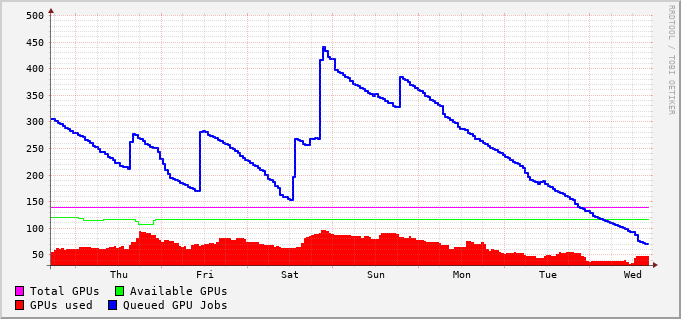 500
450
400
350
300
250
200
150
100
50
Thu Fri Sat Sun Mon Tue Wed
Total GPUs Available GPUs
GPUs used Queued GPU Jobs
RRDTOOL / TOBI OETIKER